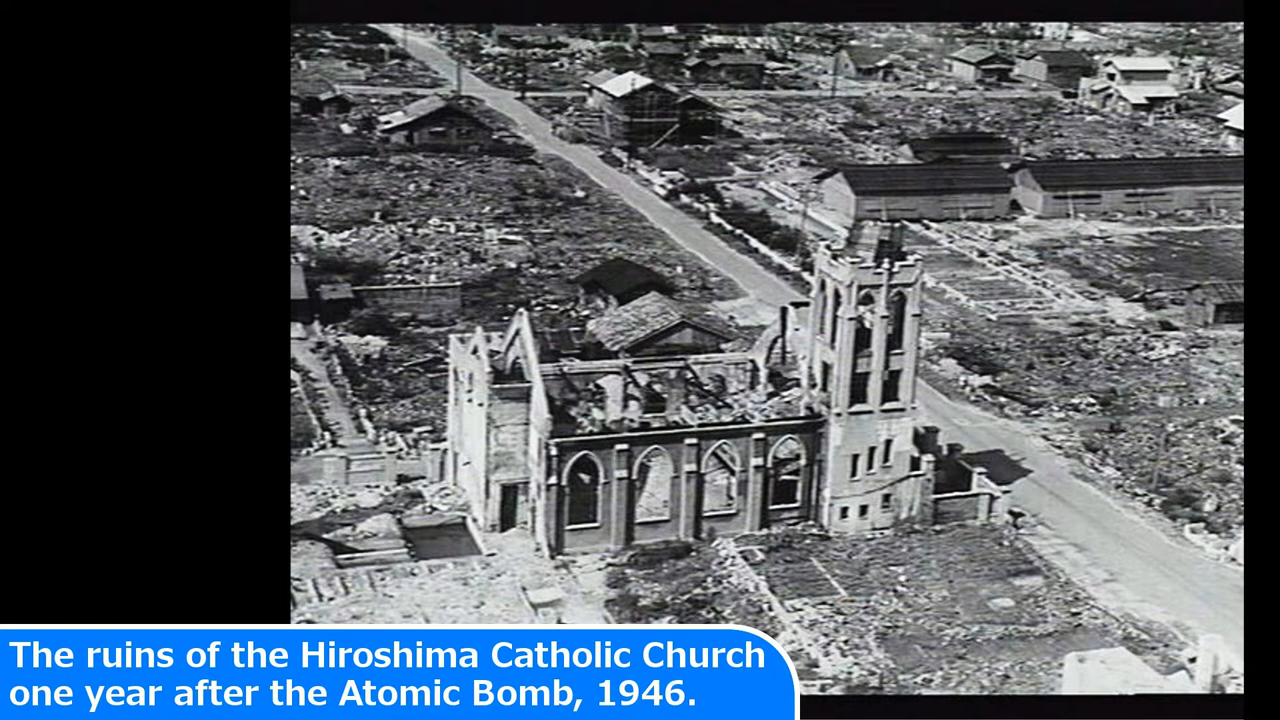 The ruins of the Hiroshima Catholic Church
one year after the Atomic Bomb, 1946.